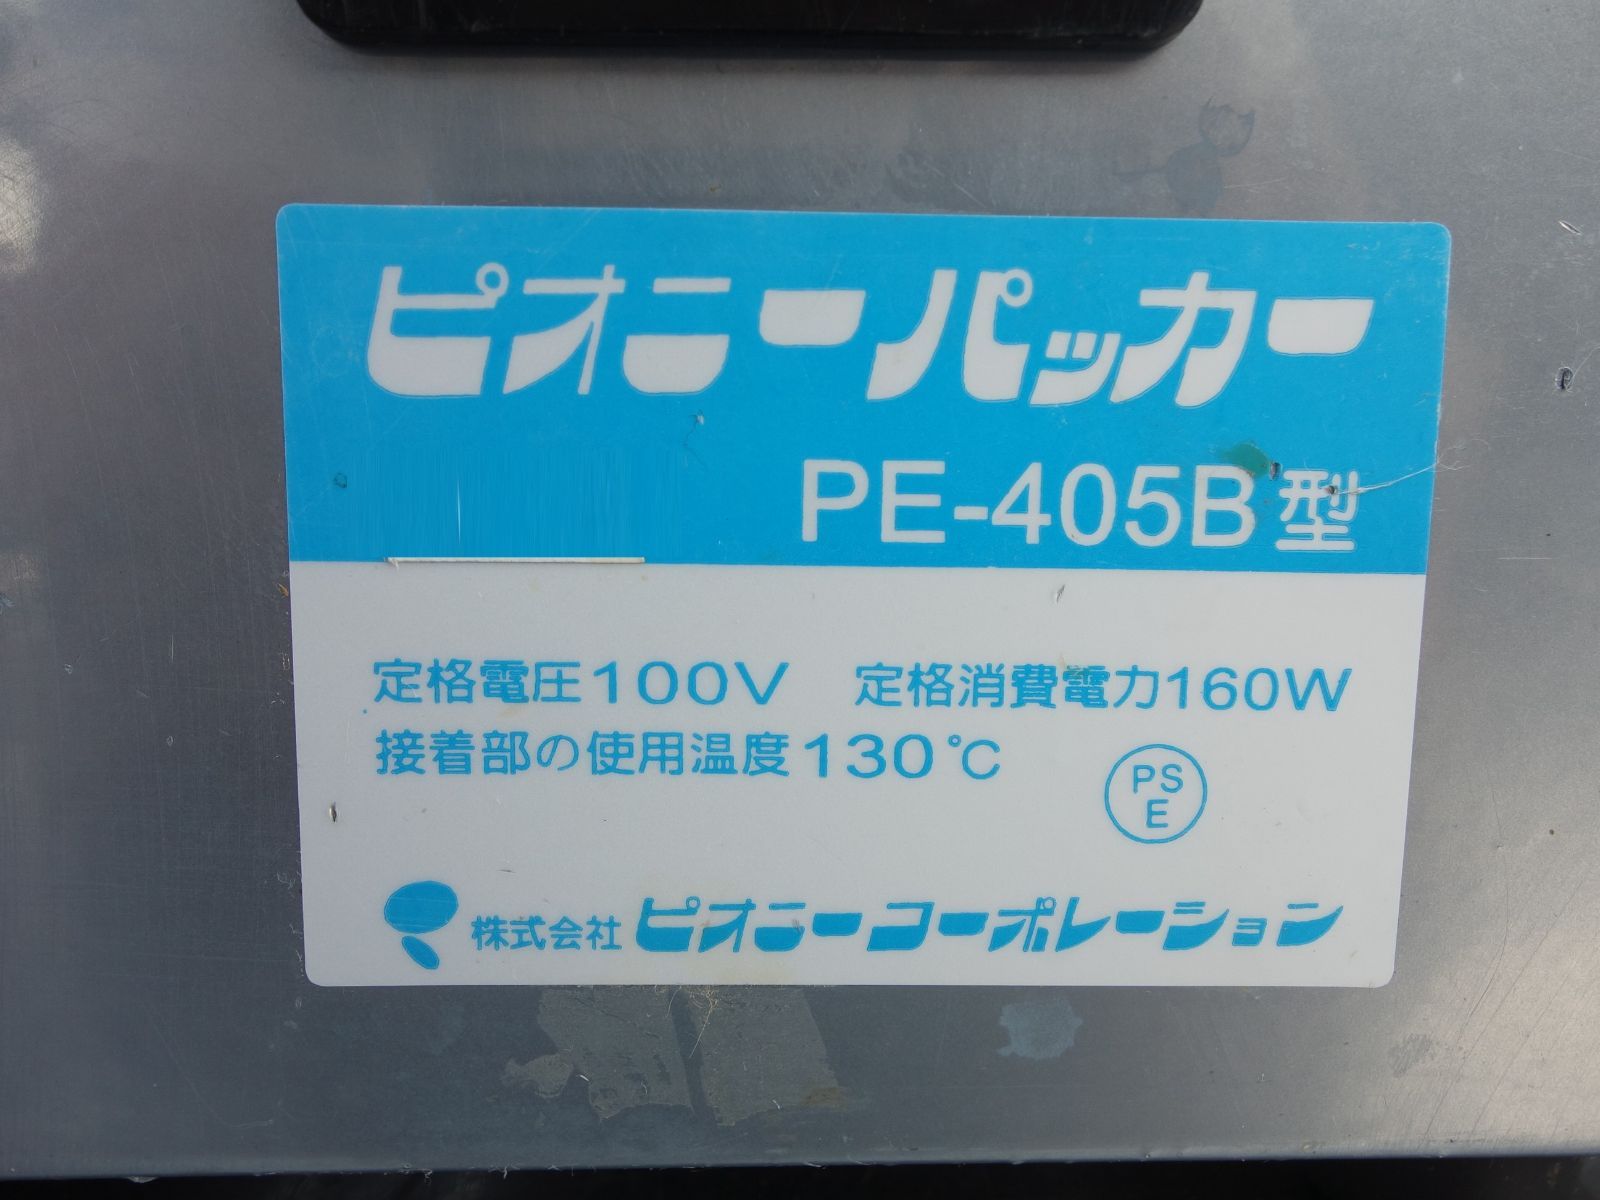 ピオニーパッカー
PE-405B型
定格電圧100V 定格消費電力160W
接着部の使用温度130℃
PS
E
株式会社 ピオニーコーポレーション